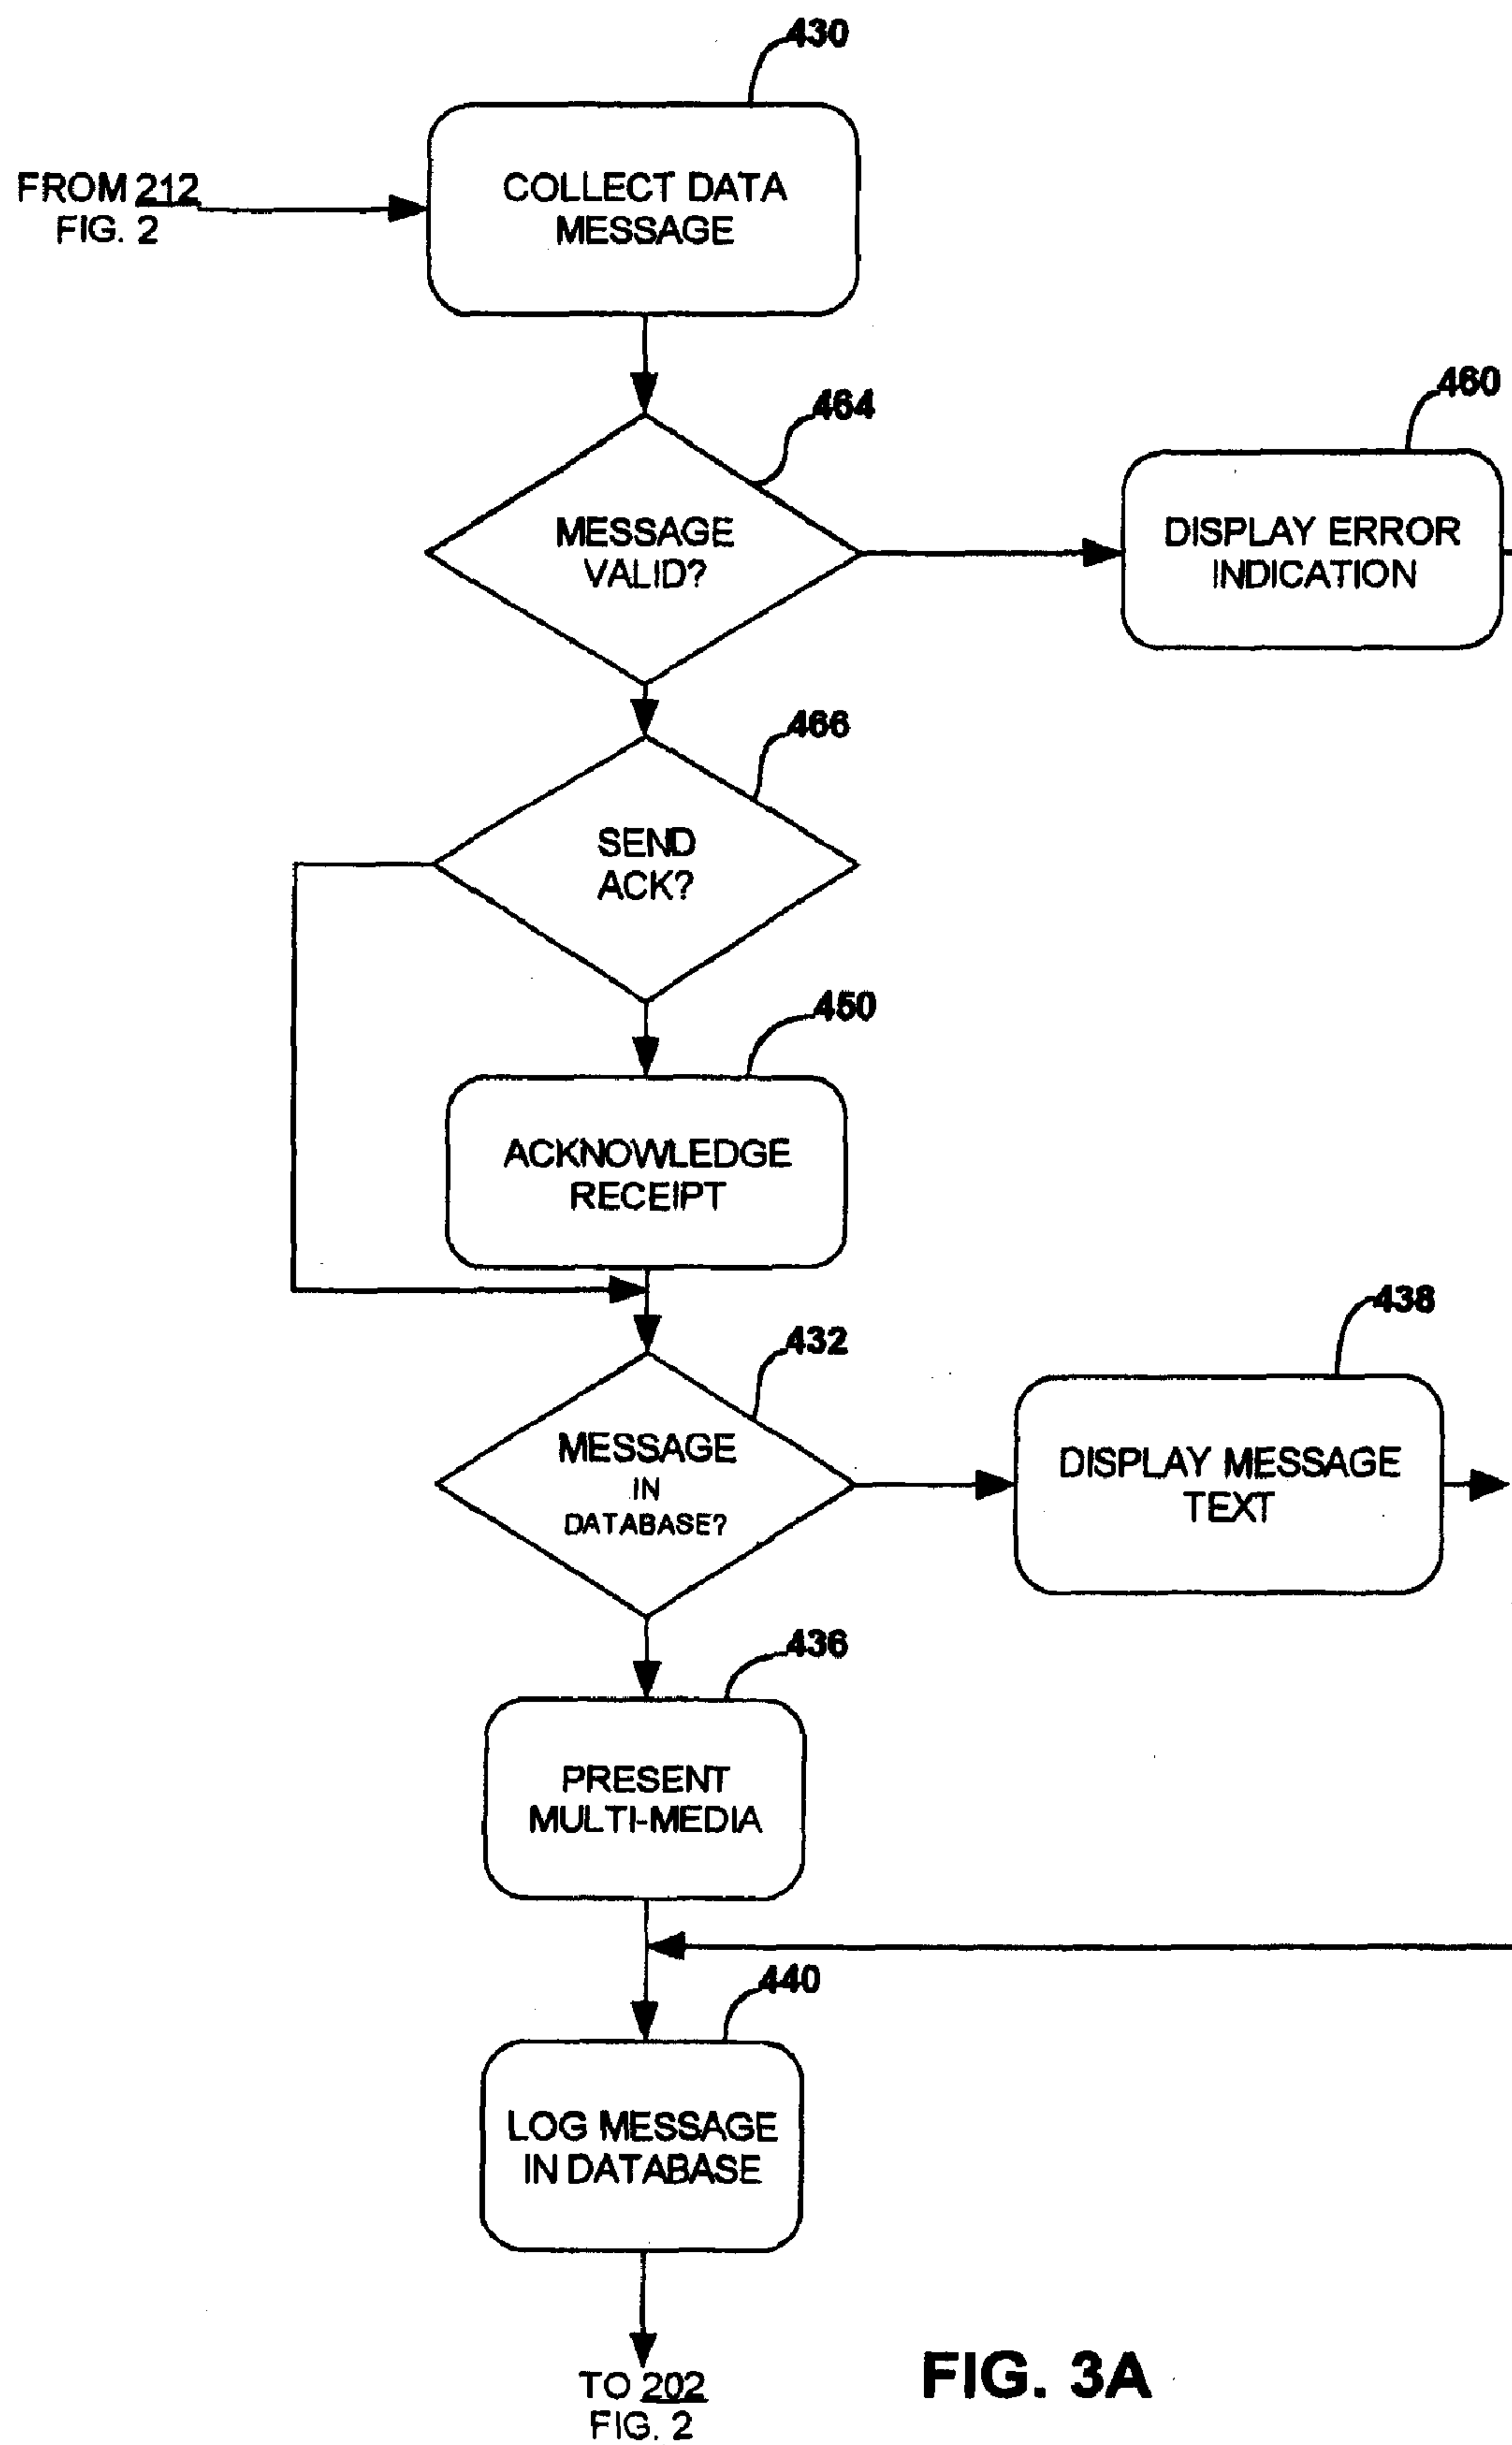 430
FROM 212
FIG. 2
COLLECT DATA
MESSAGE
464
MESSAGE
VALID?
460
DISPLAY ERROR
INDICATION
466
SEND
ACK?
450
ACKNOWLEDGE
RECEIPT
432
MESSAGE
IN
DATABASE?
438
DISPLAY MESSAGE
TEXT
436
PRESENT
MULTI-MEDIA
440
LOG MESSAGE
IN DATABASE
TO 202
FIG. 2
FIG. 3A